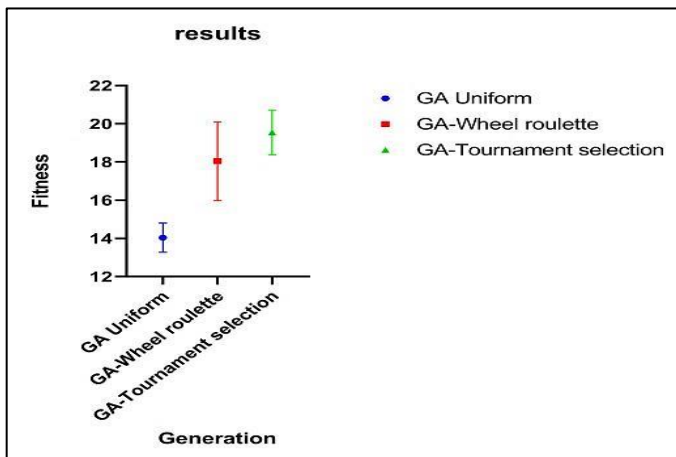 results
GA Uniform
GA-Wheel roulette
GA-Tournament selection
22
20
18
16
14
12
Fitness
GA Uniform
GA-Wheel roulette
GA-Tournament selection
Generation